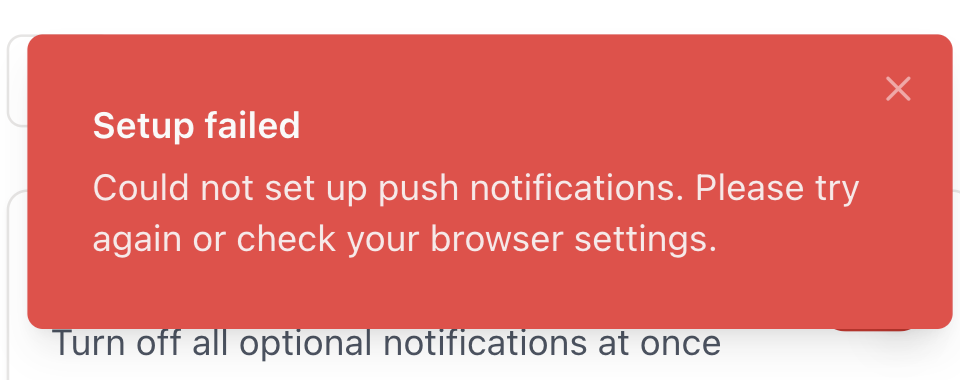 Setup failed
Could not set up push notifications. Please try
again or check your browser settings.
Turn off all optional notifications at once